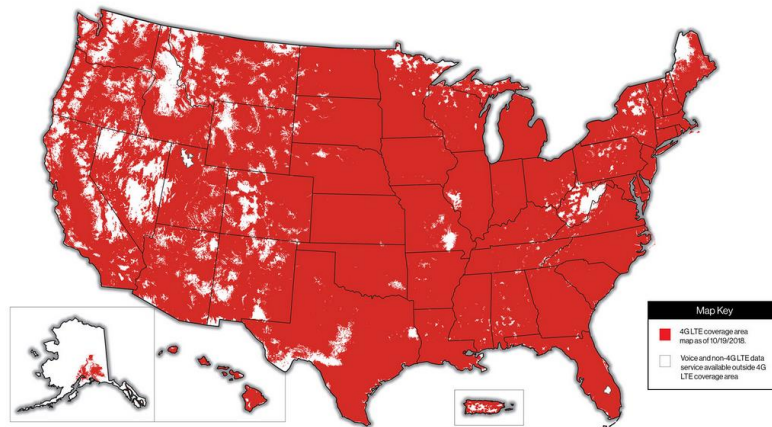 Map Key
4G LTE coverage area
map as of 10/19/2018.
Voice and non-4G LTE data
service available outside 4G
LTE coverage area